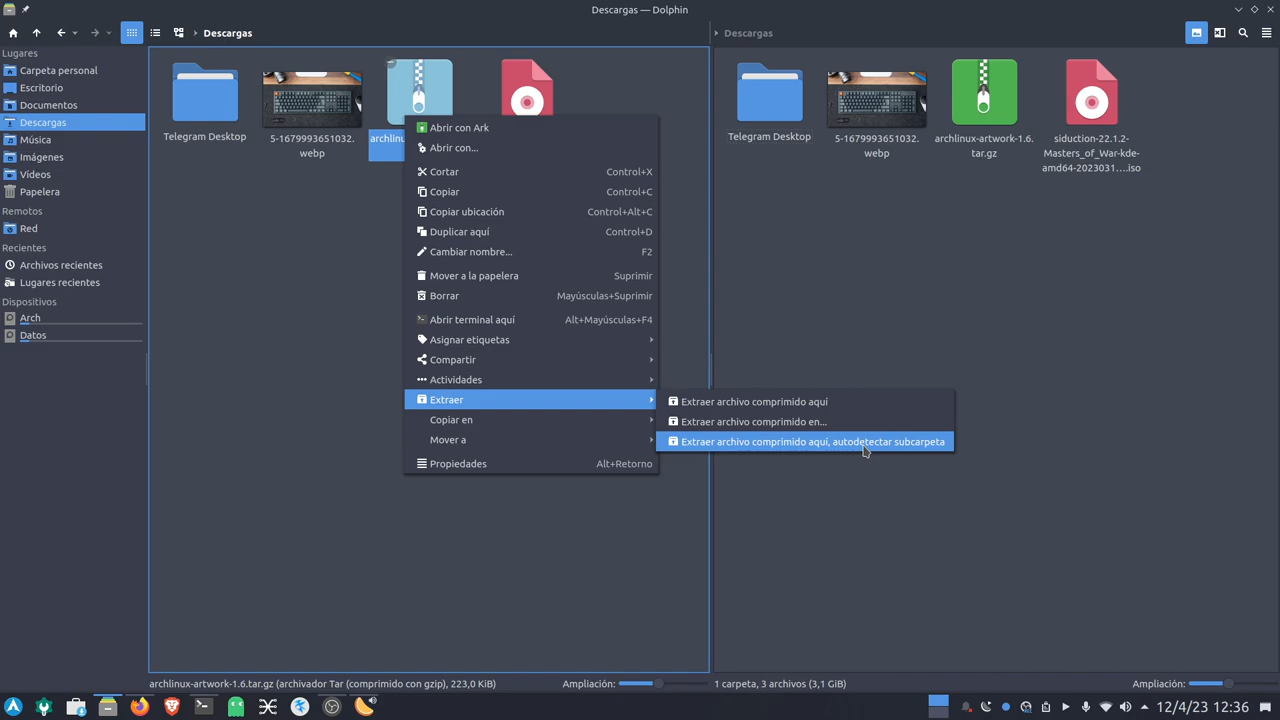 Descargas — Dolphin
Descargas
Descargas
Lugares
Carpeta personal
Escritorio
Documentos
Descargas
Música
Imágenes
Vídeos
Papelera
Remotos
Red
Recientes
Archivos recientes
Lugares recientes
Dispositivos
Arch
Datos
Telegram Desktop
5-1679993651032.
webp
archlinu
Abrir con Ark
Abrir con...
Cortar Control+X
Copiar Control+C
Copiar ubicación Control+Alt+C
Duplicar aquí Control+D
Cambiar nombre... F2
Mover a la papelera Suprimir
Borrar Mayúsculas+Suprimir
Abrir terminal aquí Alt+Mayúsculas+F4
Asignar etiquetas
Compartir
Actividades
Extraer
Copiar en
Mover a
Propiedades Alt+Retorno
Extraer archivo comprimido aquí
Extraer archivo comprimido en...
Extraer archivo comprimido aquí, autodetectar subcarpeta
Telegram Desktop
5-1679993651032.
webp
archlinux-artwork-1.6.
tar.gz
siduction-22.1.2-
Masters_of_War-kde-
amd64-2023031....iso
archlinux-artwork-1.6.tar.gz (archivador Tar (comprimido con gzip), 223,0 KiB)
Ampliación:
1 carpeta, 3 archivos (3,1 GiB)
Ampliación:
12/4/23 12:36